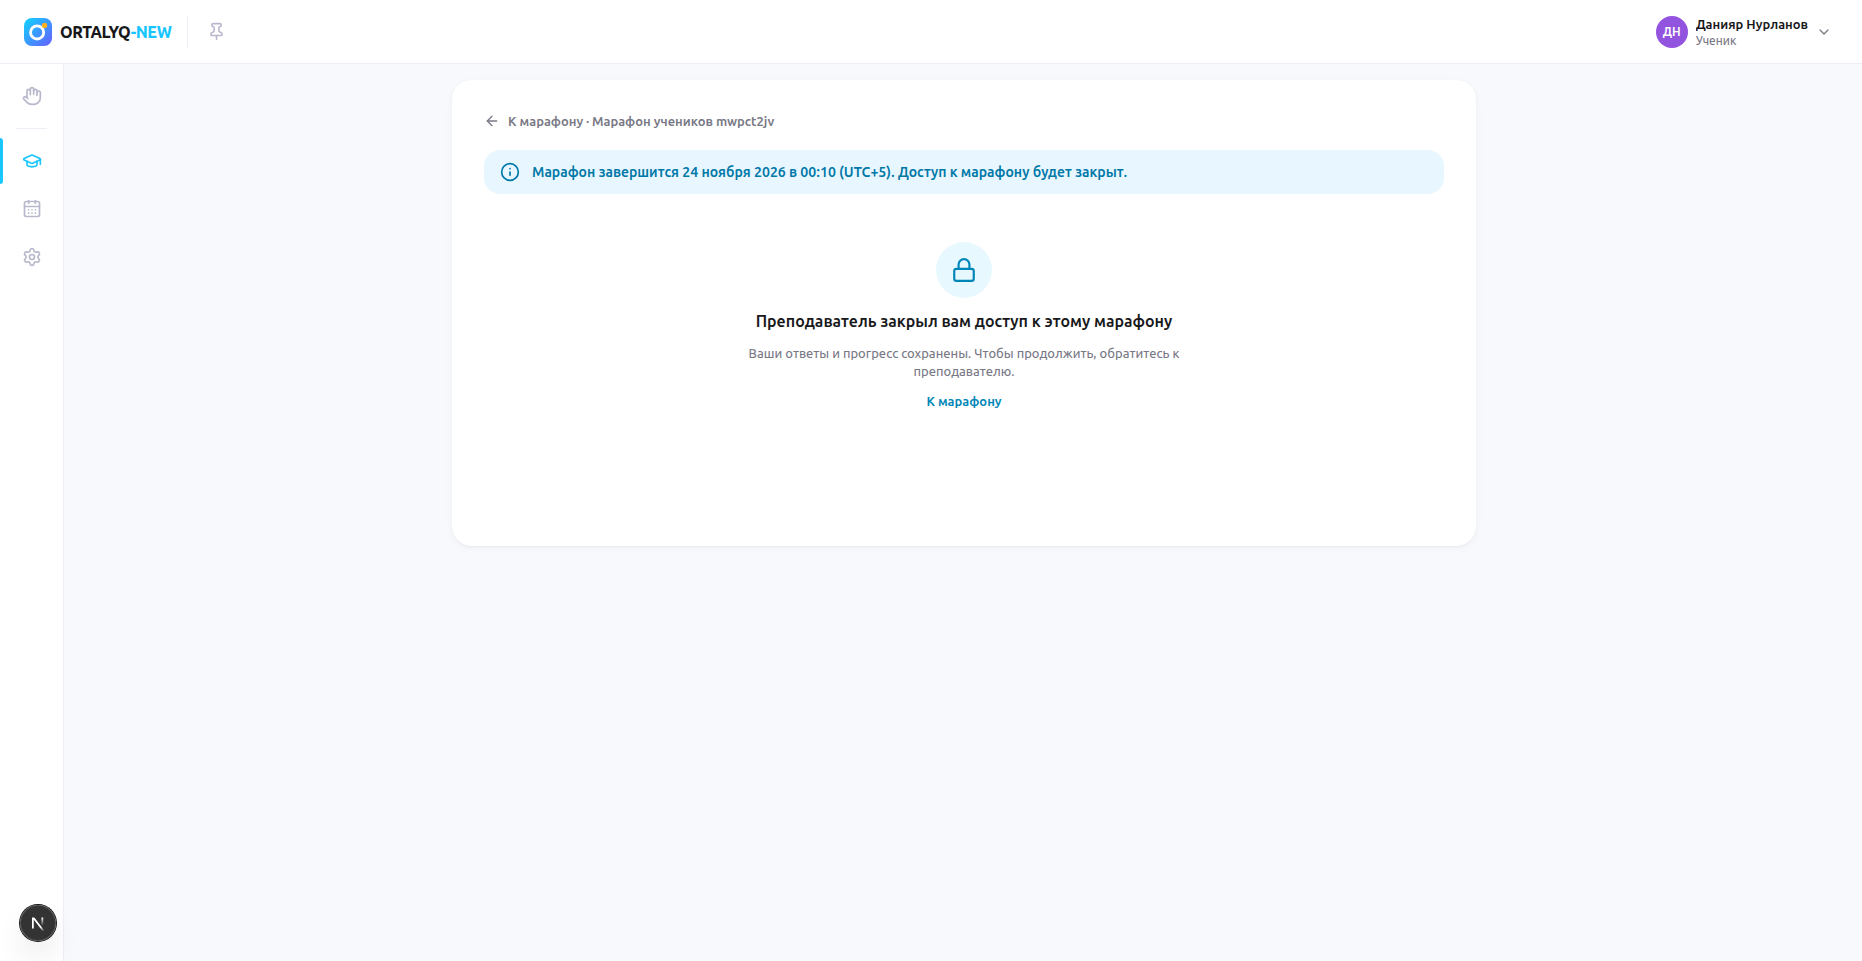 ORTALYQ-NEW
ДН
Данияр Нурланов
Ученик
К марафону · Марафон учеников mwpct2jv
Марафон завершится 24 ноября 2026 в 00:10 (UTC+5). Доступ к марафону будет закрыт.
Преподаватель закрыл вам доступ к этому марафону
Ваши ответы и прогресс сохранены. Чтобы продолжить, обратитесь к
преподавателю.
К марафону
N